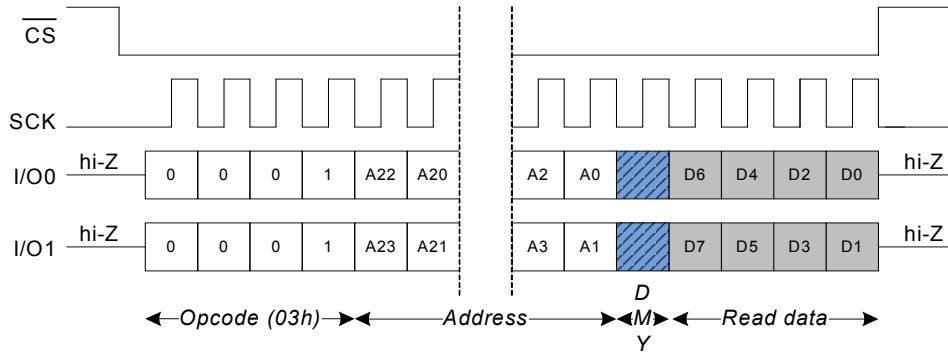 CS
SCK
hi-Z hi-Z
I/O0 0 0 0 1 A22 A20 A2 A0 D6 D4 D2 D0
hi-Z hi-Z
I/O1 0 0 0 1 A23 A21 A3 A1 D7 D5 D3 D1
D
Opcode (03h) Address M Read data
Y